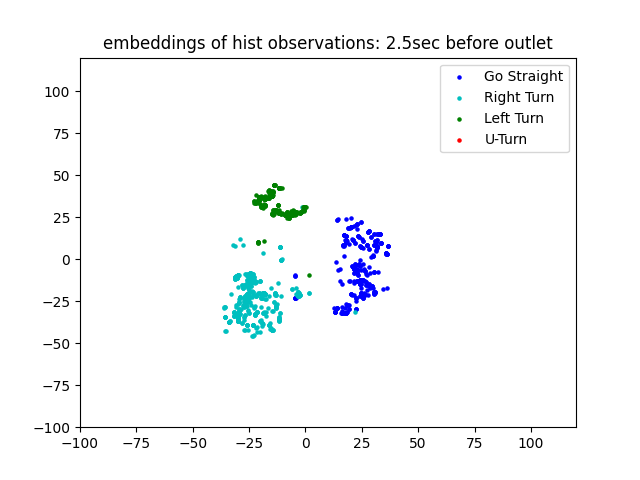 embeddings of hist observations: 2.5sec before outlet
Go Straight
Right Turn
Left Turn
U-Turn
100
75
50
25
0
−25
−50
−75
−100
−100 −75 −50 −25 0 25 50 75 100